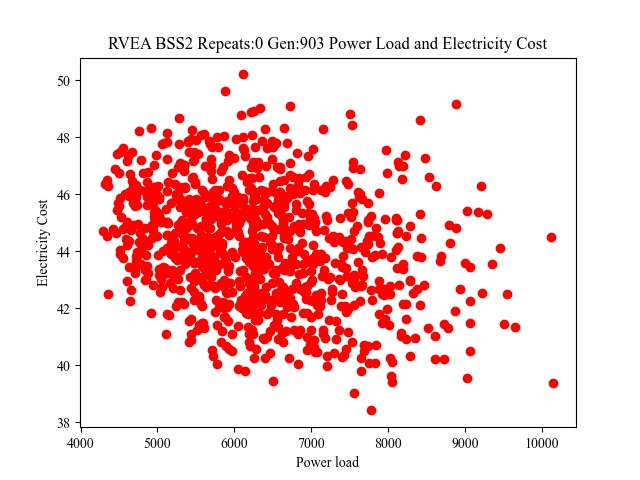 RVEA BSS2 Repeats:0 Gen:903 Power Load and Electricity Cost
50
48
46
44
42
40
38
Electricity Cost
4000 5000 6000 7000 8000 9000 10000
Power load